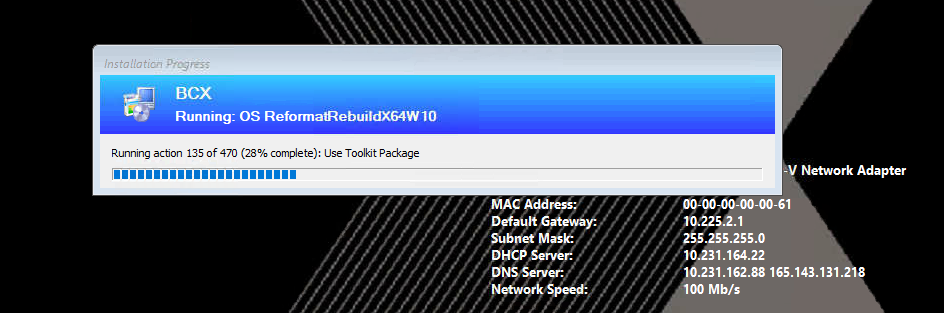 Installation Progress
BCX
Running: OS ReformatRebuildX64W10
Running action 135 of 470 (28% complete): Use Toolkit Package
-V Network Adapter
MAC Address: 00-00-00-00-00-61
Default Gateway: 10.225.2.1
Subnet Mask: 255.255.255.0
DHCP Server: 10.231.164.22
DNS Server: 10.231.162.88 165.143.131.218
Network Speed: 100 Mb/s